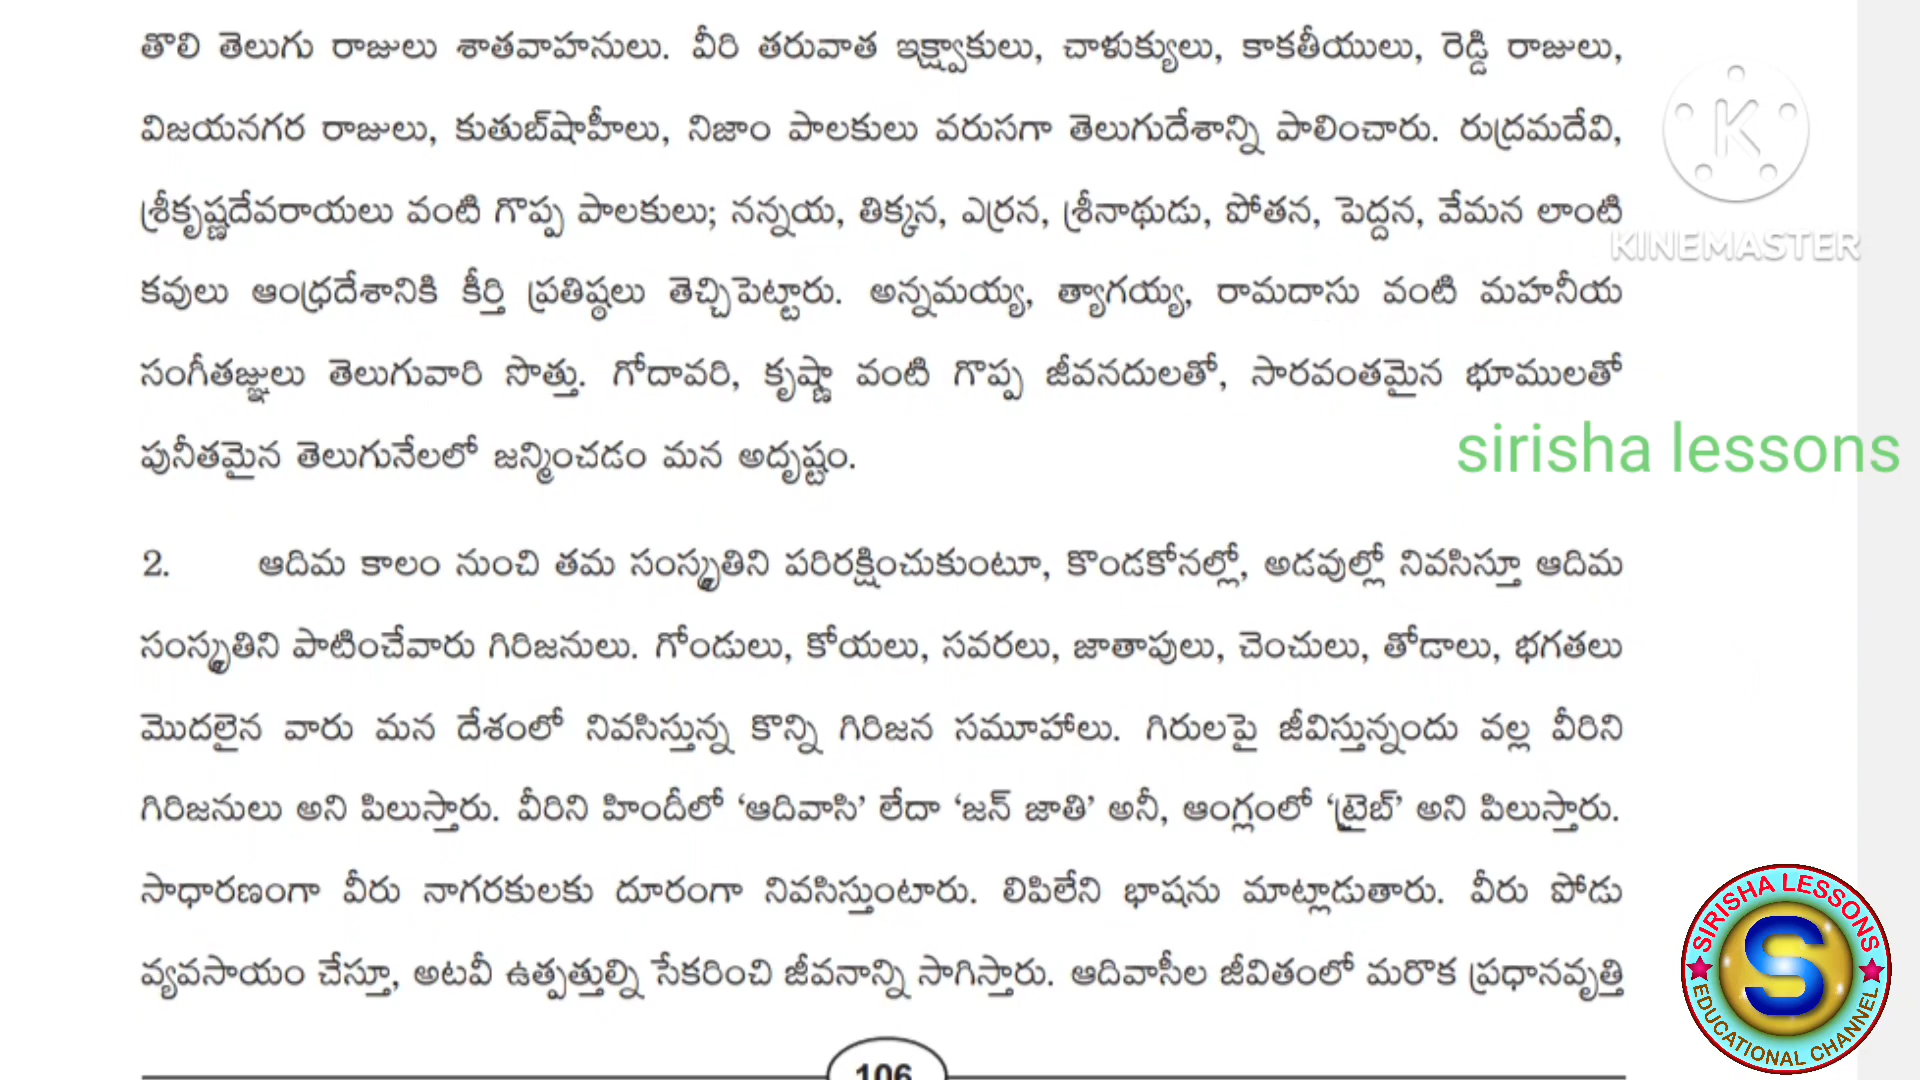 తొలి తెలుగు రాజులు శాతవాహనులు. వీరి తరువాత ఇక్ష్వాకులు, చాళుక్యులు, కాకతీయులు, రెడ్డి రాజులు,
విజయనగర రాజులు, కుతుబ్‌షాహీలు, నిజాం పాలకులు వరుసగా తెలుగుదేశాన్ని పాలించారు. రుద్రమదేవి,
శ్రీకృష్ణదేవరాయలు వంటి గొప్ప పాలకులు; నన్నయ, తిక్కన, ఎర్రన, శ్రీనాథుడు, పోతన, పెద్దన, వేమన లాంటి
కవులు ఆంధ్రదేశానికి కీర్తి ప్రతిష్ఠలు తెచ్చిపెట్టారు. అన్నమయ్య, త్యాగయ్య, రామదాసు వంటి మహనీయ
సంగీతజ్ఞులు తెలుగువారి సొత్తు. గోదావరి, కృష్ణా వంటి గొప్ప జీవనదులతో, సారవంతమైన భూములతో
పునీతమైన తెలుగునేలలో జన్మించడం మన అదృష్టం.
2. ఆదిమ కాలం నుంచి తమ సంస్కృతిని పరిరక్షించుకుంటూ, కొండకోనల్లో, అడవుల్లో నివసిస్తూ ఆదిమ
సంస్కృతిని పాటించేవారు గిరిజనులు. గోండులు, కోయలు, సవరలు, జాతాపులు, చెంచులు, తోడాలు, భగతలు
మొదలైన వారు మన దేశంలో నివసిస్తున్న కొన్ని గిరిజన సమూహాలు. గిరులపై జీవిస్తున్నందు వల్ల వీరిని
గిరిజనులు అని పిలుస్తారు. వీరిని హిందీలో ‘ఆదివాసి’ లేదా ‘జన్ జాతి’ అనీ, ఆంగ్లంలో ‘ట్రైబ్’ అని పిలుస్తారు.
సాధారణంగా వీరు నాగరకులకు దూరంగా నివసిస్తుంటారు. లిపిలేని భాషను మాట్లాడుతారు. వీరు పోడు
వ్యవసాయం చేస్తూ, అటవీ ఉత్పత్తుల్ని సేకరించి జీవనాన్ని సాగిస్తారు. ఆదివాసీల జీవితంలో మరొక ప్రధానవృత్తి
106
K
KINEMASTER
sirisha lessons
SIRISHA LESSONS
S
EDUCATIONAL CHANNEL